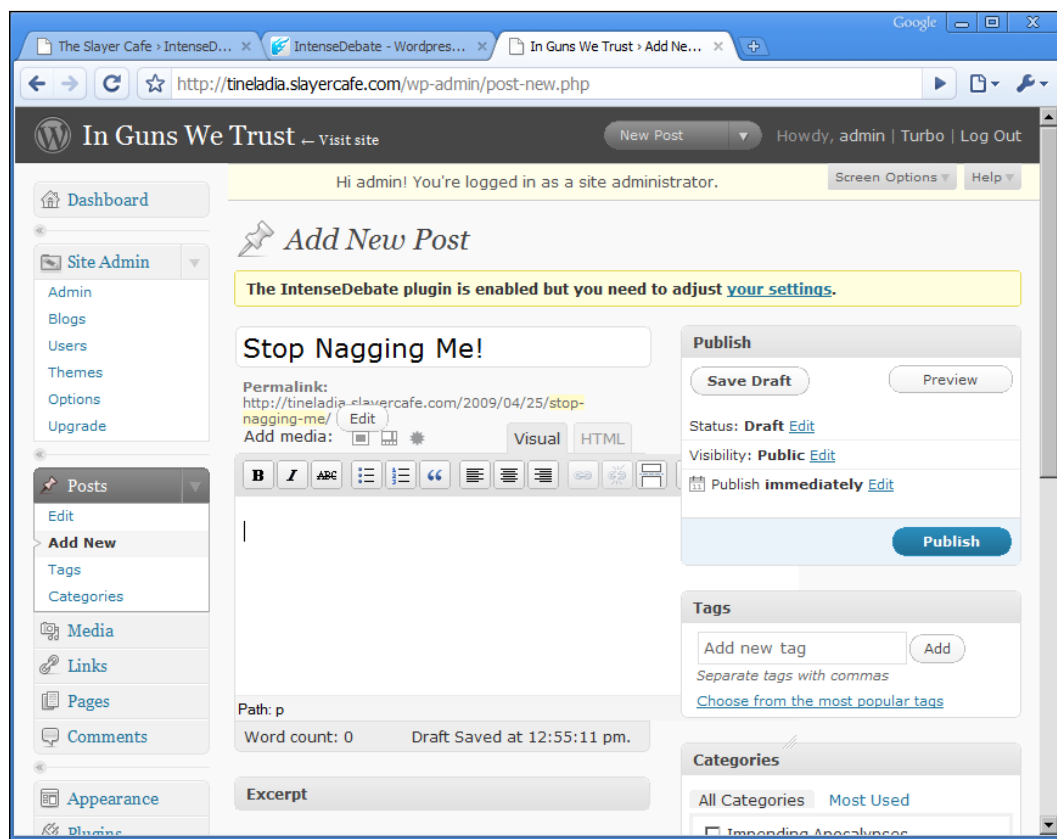 Google
The Slayer Cafe › IntenseD...
IntenseDebate - Wordpres...
In Guns We Trust › Add Ne...
http://tineladia.slayercafe.com/wp-admin/post-new.php
In Guns We Trust ← Visit site
New Post
Howdy, admin | Turbo | Log Out
Hi admin! You're logged in as a site administrator.
Screen Options
Help
Dashboard
Site Admin
Admin
Blogs
Users
Themes
Options
Upgrade
Posts
Edit
Add New
Tags
Categories
Media
Links
Pages
Comments
Appearance
Plugins
Add New Post
The IntenseDebate plugin is enabled but you need to adjust your settings.
Stop Nagging Me!
Permalink:
http://tineladia.slayercafe.com/2009/04/25/stop-
nagging-me/ Edit
Add media:
Visual
HTML
B I ABC
Path: p
Word count: 0
Draft Saved at 12:55:11 pm.
Excerpt
Publish
Save Draft
Preview
Status: Draft Edit
Visibility: Public Edit
11 Publish immediately Edit
Publish
Tags
Add new tag
Add
Separate tags with commas
Choose from the most popular tags
Categories
All Categories
Most Used
Impending Apocalypses